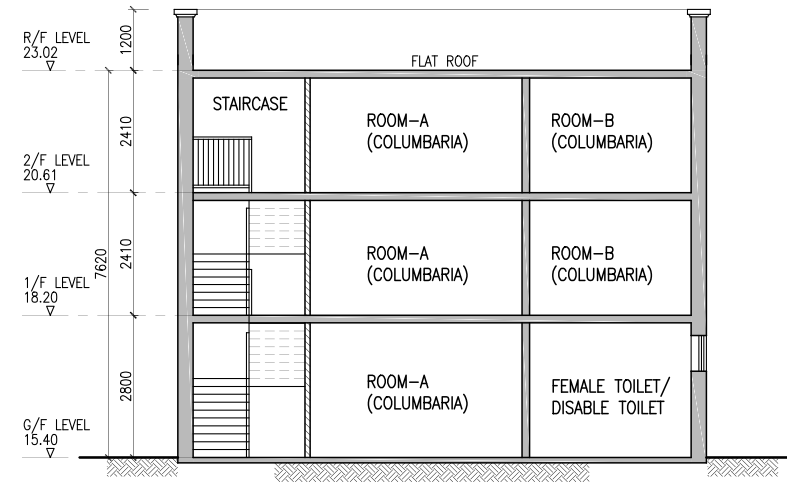 R/F LEVEL
23.02
1200
FLAT ROOF
STAIRCASE
ROOM-A
(COLUMBARIA)
ROOM-B
(COLUMBARIA)
2410
2/F LEVEL
20.61
ROOM-A
(COLUMBARIA)
ROOM-B
(COLUMBARIA)
2410
7620
1/F LEVEL
18.20
ROOM-A
(COLUMBARIA)
FEMALE TOILET/
DISABLE TOILET
2800
G/F LEVEL
15.40